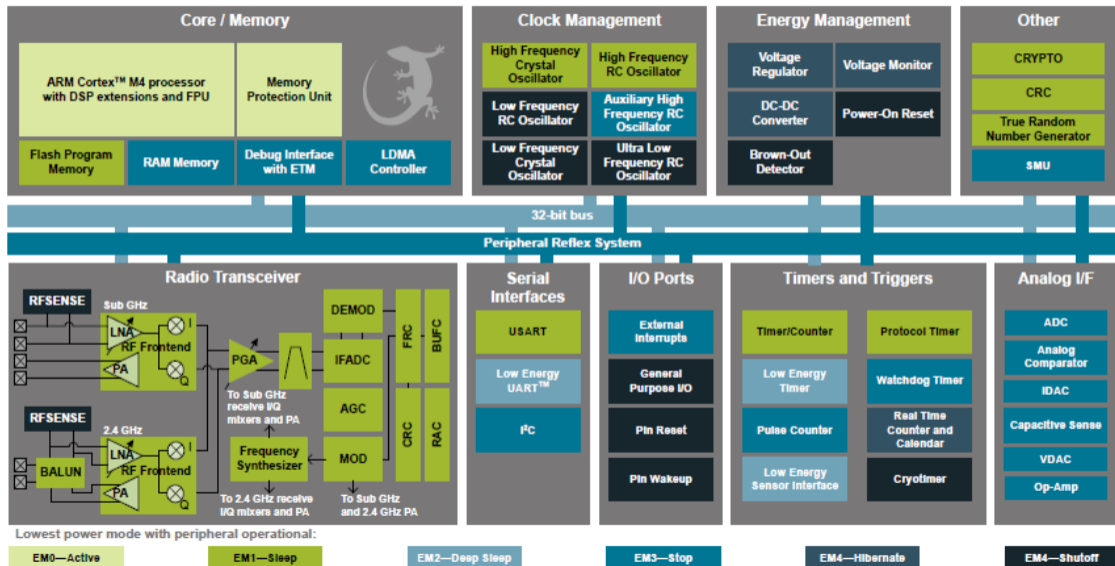 Core / Memory
ARM Cortex™ M4 processor
with DSP extensions and FPU
Memory
Protection Unit
Flash Program
Memory
RAM Memory
Debug Interface
with ETM
LDMA
Controller
Clock Management
High Frequency
Crystal
Oscillator
High Frequency
RC Oscillator
Low Frequency
RC Oscillator
Auxiliary High
Frequency RC
Oscillator
Low Frequency
Crystal
Oscillator
Ultra Low
Frequency RC
Oscillator
Energy Management
Voltage
Regulator
Voltage Monitor
DC-DC
Converter
Power-On Reset
Brown-Out
Detector
Other
CRYPTO
CRC
True Random
Number Generator
SMU
32-bit bus
Peripheral Reflex System
Radio Transceiver
RFSENSE
Sub GHz
LNA
RF Frontend
PA
I
Q
RFSENSE
2.4 GHz
LNA
RF Frontend
PA
I
Q
BALUN
PGA
To Sub GHz
receive I/Q
mixers and PA
Frequency
Synthesizer
To 2.4 GHz receive
I/Q mixers and PA
DEMOD
IFADC
AGC
MOD
To Sub GHz
and 2.4 GHz PA
FRC
BUFC
CRC
RAC
Serial
Interfaces
USART
Low Energy
UART™
I²C
I/O Ports
External
Interrupts
General
Purpose I/O
Pin Reset
Pin Wakeup
Timers and Triggers
Timer/Counter
Protocol Timer
Low Energy
Timer
Watchdog Timer
Pulse Counter
Real Time
Counter and
Calendar
Low Energy
Sensor Interface
Cryotimer
Analog I/F
ADC
Analog
Comparator
IDAC
Capacitive Sense
VDAC
Op-Amp
Lowest power mode with peripheral operational:
EM0—Active
EM1—Sleep
EM2—Deep Sleep
EM3—Stop
EM4—Hibernate
EM4—Shutoff